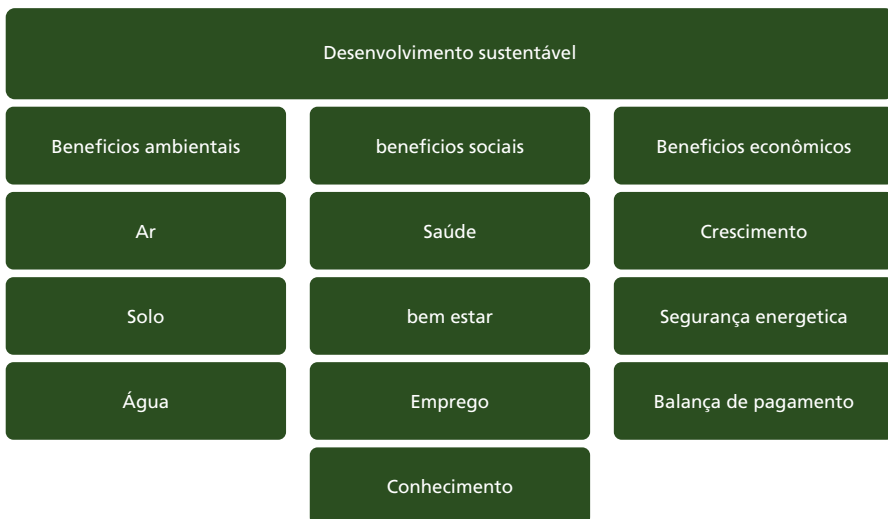 Desenvolvimento sustentável
Beneficios ambientais
beneficios sociais
Beneficios econômicos
Ar
Saúde
Crescimento
Solo
bem estar
Segurança energetica
Água
Emprego
Balança de pagamento
Conhecimento